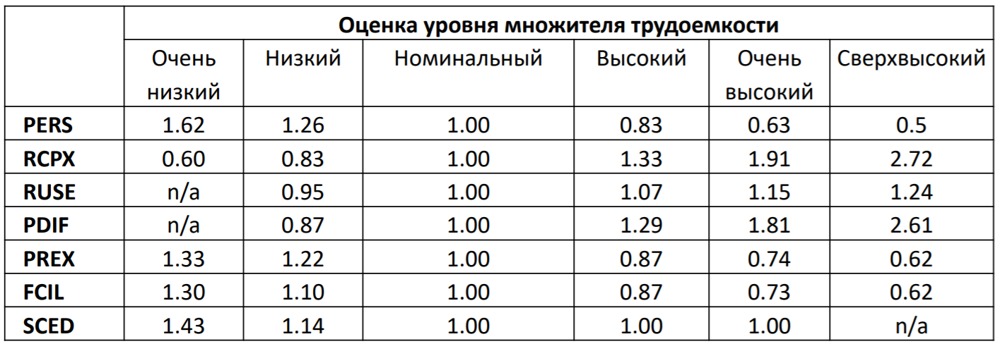 Оценка уровня множителя трудоемкости
Очень низкий Низкий Номинальный Высокий Очень высокий Сверхвысокий
PERS 1.62 1.26 1.00 0.83 0.63 0.5
RCPX 0.60 0.83 1.00 1.33 1.91 2.72
RUSE n/a 0.95 1.00 1.07 1.15 1.24
PDIF n/a 0.87 1.00 1.29 1.81 2.61
PREX 1.33 1.22 1.00 0.87 0.74 0.62
FCIL 1.30 1.10 1.00 0.87 0.73 0.62
SCED 1.43 1.14 1.00 1.00 1.00 n/a